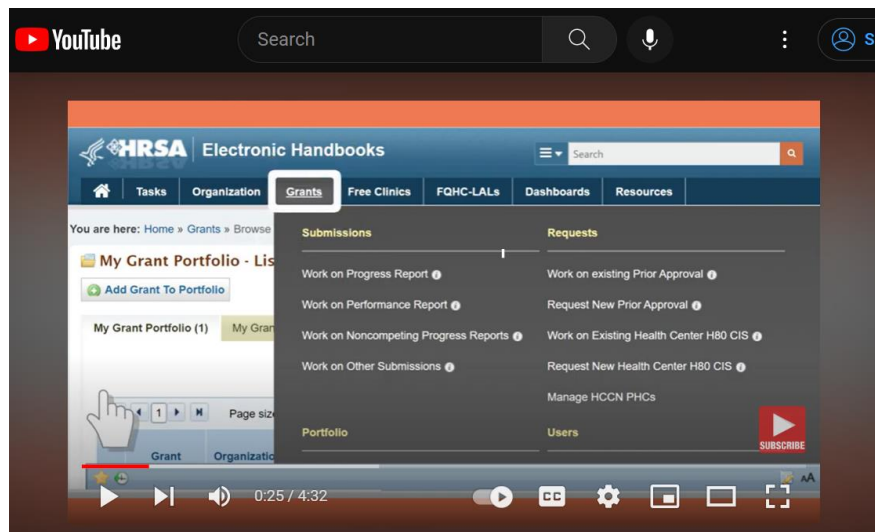 YouTube Search S
HRSA Electronic Handbooks Search
Tasks Organization Grants Free Clinics FQHC-LALs Dashboards Resources
You are here: Home » Grants » Browse
Submissions Requests
My Grant Portfolio - Lis
Work on Progress Report Work on existing Prior Approval
Add Grant To Portfolio
Work on Performance Report Request New Prior Approval
My Grant Portfolio (1) My Gran
Work on Noncompeting Progress Reports Work on Existing Health Center H80 CIS
Work on Other Submissions Request New Health Center H80 CIS
Manage HCCN PHCs
1 Page size
Portfolio Users
SUBSCRIBE
Grant Organizatio
AA
0:25 / 4:32 CC